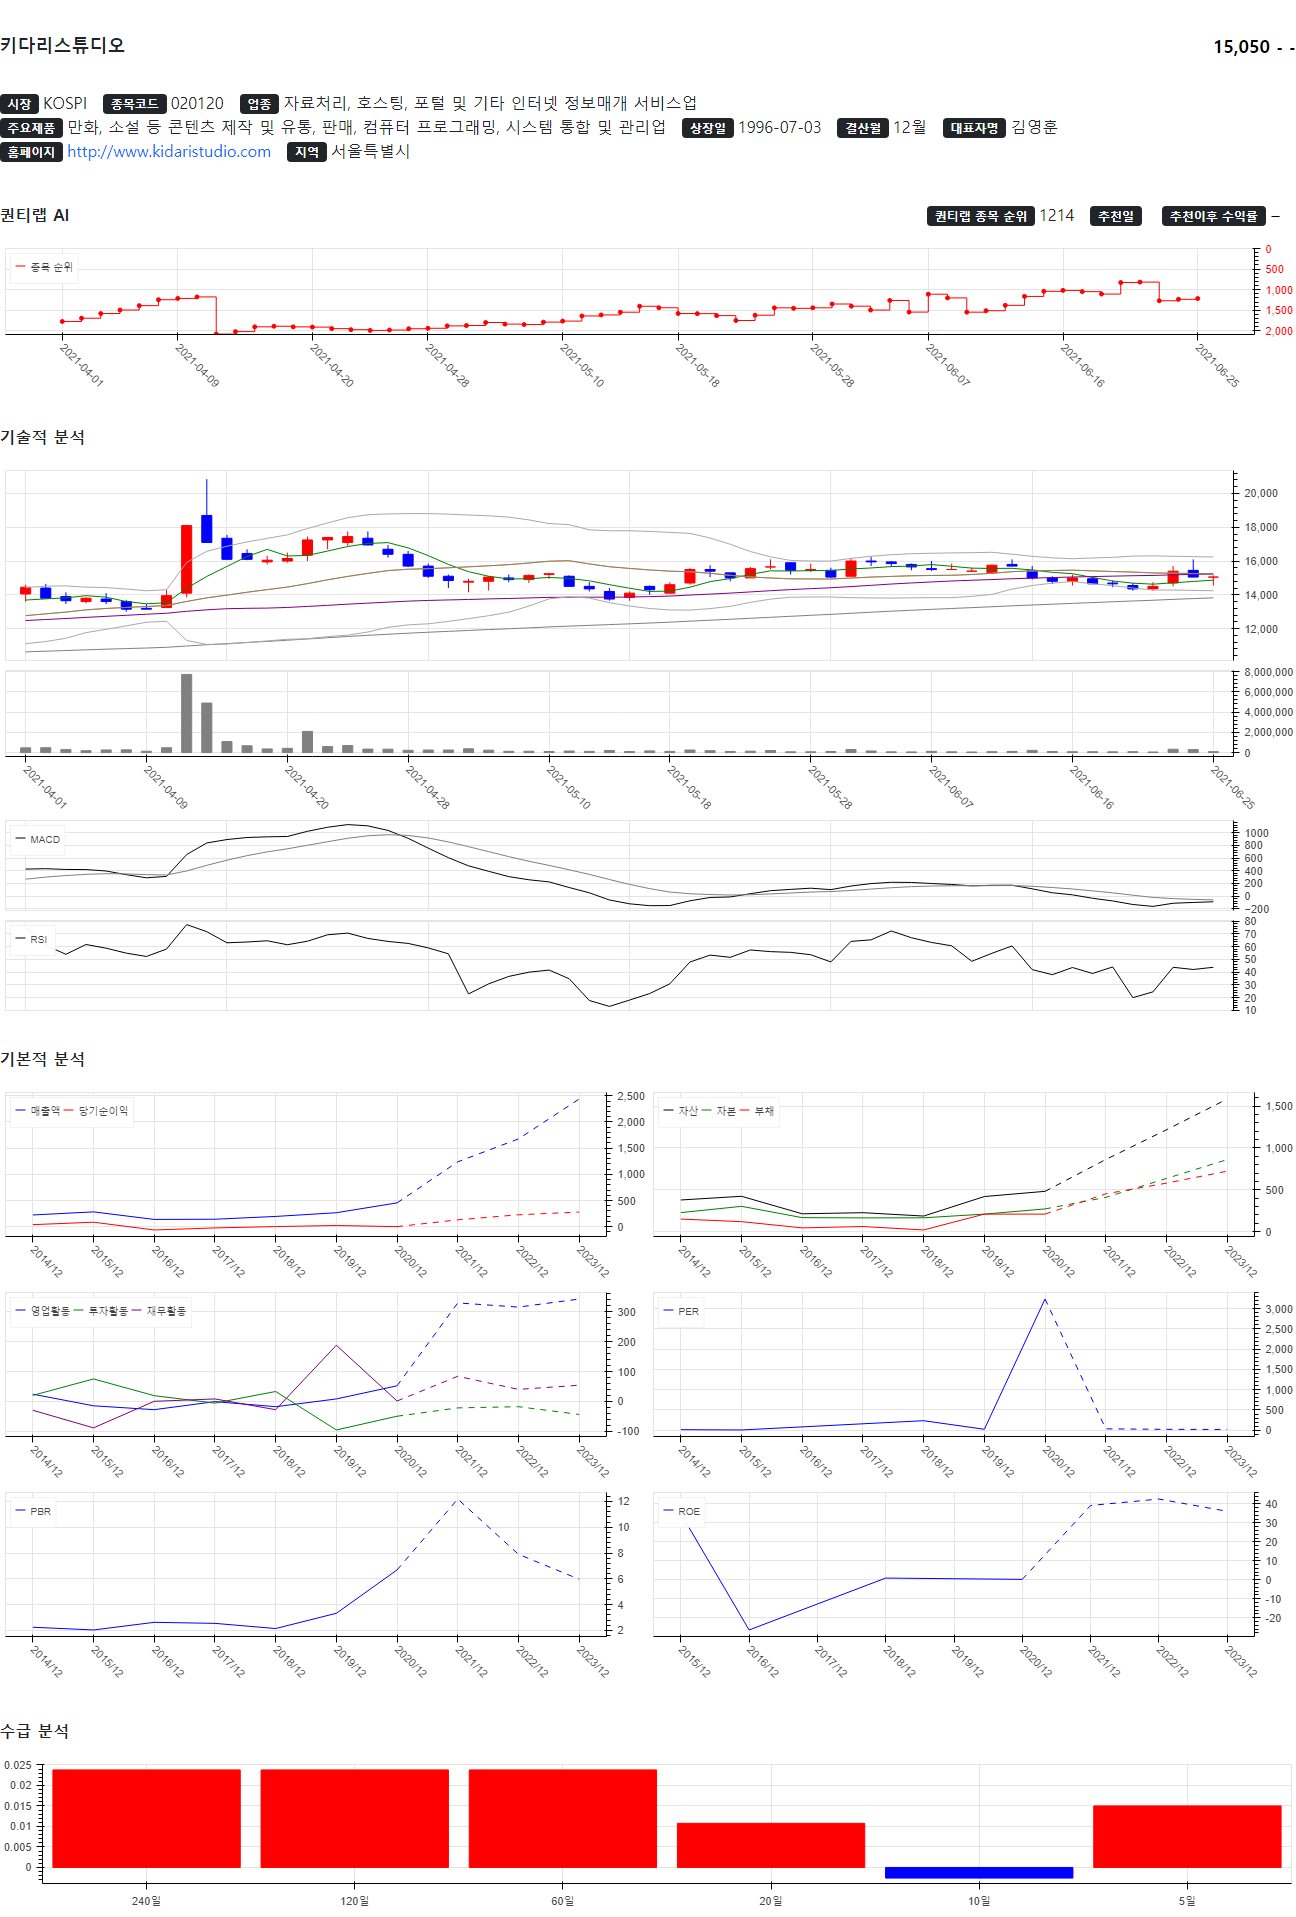 키다리스튜디오
15,050 - -
시장 KOSPI 종목코드 020120 업종 자료처리, 호스팅, 포털 및 기타 인터넷 정보매개 서비스업
주요제품 만화, 소설 등 콘텐츠 제작 및 유통, 판매, 컴퓨터 프로그래밍, 시스템 통합 및 관리업 상장일 1996-07-03 결산월 12월 대표자명 김영훈
홈페이지 http://www.kidaristudio.com 지역 서울특별시
퀀티랩 AI
퀀티랩 종목 순위 1214 추천일 추천이후 수익률 –
종목 순위
0
500
1,000
1,500
2,000
2021-04-01 2021-04-09 2021-04-20 2021-04-28 2021-05-10 2021-05-18 2021-05-28 2021-06-07 2021-06-16 2021-06-25
기술적 분석
20,000
18,000
16,000
14,000
12,000
8,000,000
6,000,000
4,000,000
2,000,000
0
2021-04-01 2021-04-09 2021-04-20 2021-04-28 2021-05-10 2021-05-18 2021-05-28 2021-06-07 2021-06-16 2021-06-25
MACD
1000
800
600
400
200
0
−200
RSI
80
70
60
50
40
30
20
10
기본적 분석
매출액 당기순이익
2,500
2,000
1,500
1,000
500
0
2014/12 2015/12 2016/12 2017/12 2018/12 2019/12 2020/12 2021/12 2022/12 2023/12
자산 자본 부채
1,500
1,000
500
0
2014/12 2015/12 2016/12 2017/12 2018/12 2019/12 2020/12 2021/12 2022/12 2023/12
영업활동 투자활동 재무활동
300
200
100
0
-100
2014/12 2015/12 2016/12 2017/12 2018/12 2019/12 2020/12 2021/12 2022/12 2023/12
PER
3,000
2,500
2,000
1,500
1,000
500
0
2014/12 2015/12 2016/12 2017/12 2018/12 2019/12 2020/12 2021/12 2022/12 2023/12
PBR
12
10
8
6
4
2
2014/12 2015/12 2016/12 2017/12 2018/12 2019/12 2020/12 2021/12 2022/12 2023/12
ROE
40
30
20
10
0
-10
-20
2015/12 2016/12 2017/12 2018/12 2019/12 2020/12 2021/12 2022/12 2023/12
수급 분석
0.025
0.02
0.015
0.01
0.005
0
240일 120일 60일 20일 10일 5일